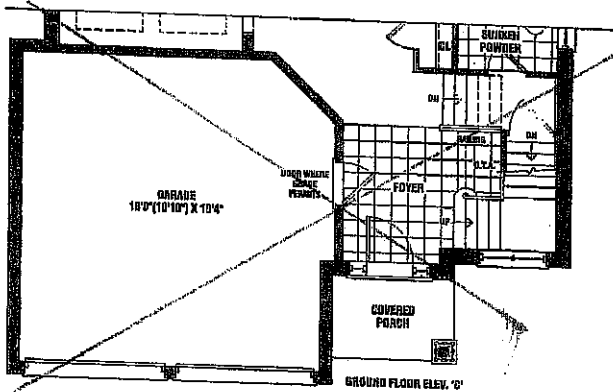 CL
SUNKEN
POWDER
DN
RAILING
DN
O.T.A.
DOOR WHERE
GRADE
PERMITS
FOYER
GARAGE
UP
COVERED
PORCH
GROUND FLOOR ELEV. 'C'